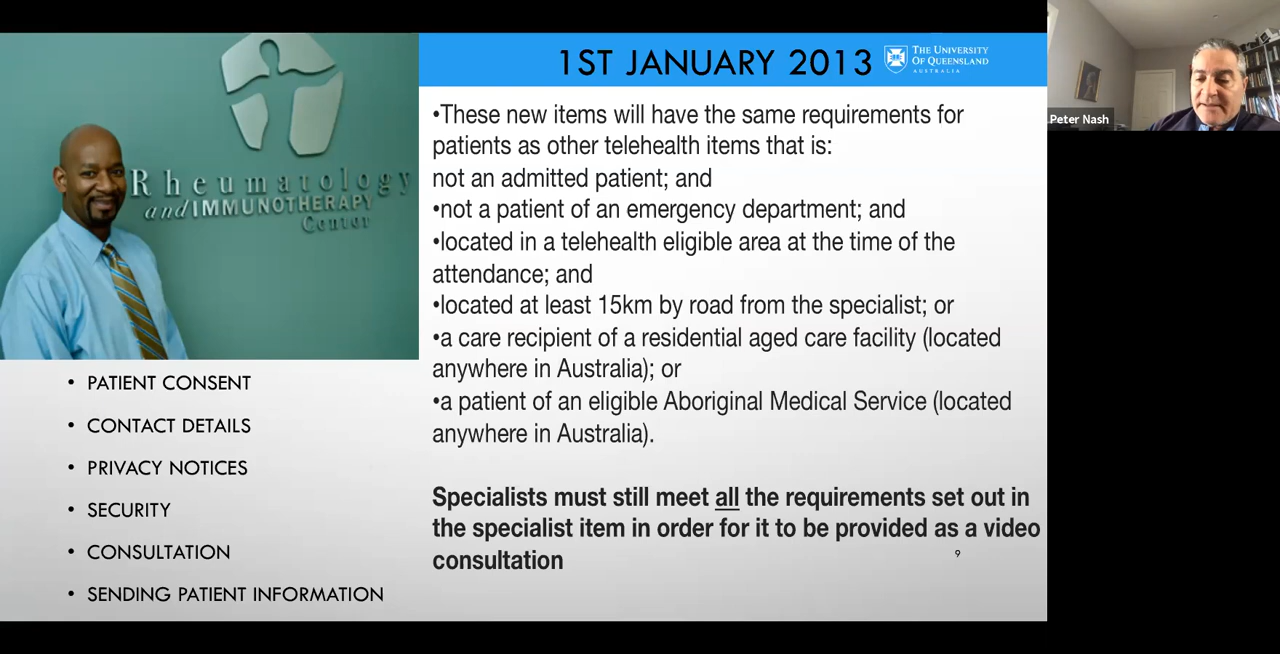 Rheumatology
and IMMUNOTHERAPY
Center
• PATIENT CONSENT
• CONTACT DETAILS
• PRIVACY NOTICES
• SECURITY
• CONSULTATION
• SENDING PATIENT INFORMATION
1ST JANUARY 2013
THE UNIVERSITY
OF QUEENSLAND
AUSTRALIA
•These new items will have the same requirements for
patients as other telehealth items that is:
not an admitted patient; and
•not a patient of an emergency department; and
•located in a telehealth eligible area at the time of the
attendance; and
•located at least 15km by road from the specialist; or
•a care recipient of a residential aged care facility (located
anywhere in Australia); or
•a patient of an eligible Aboriginal Medical Service (located
anywhere in Australia).
Specialists must still meet all the requirements set out in
the specialist item in order for it to be provided as a video
consultation
9
Peter Nash